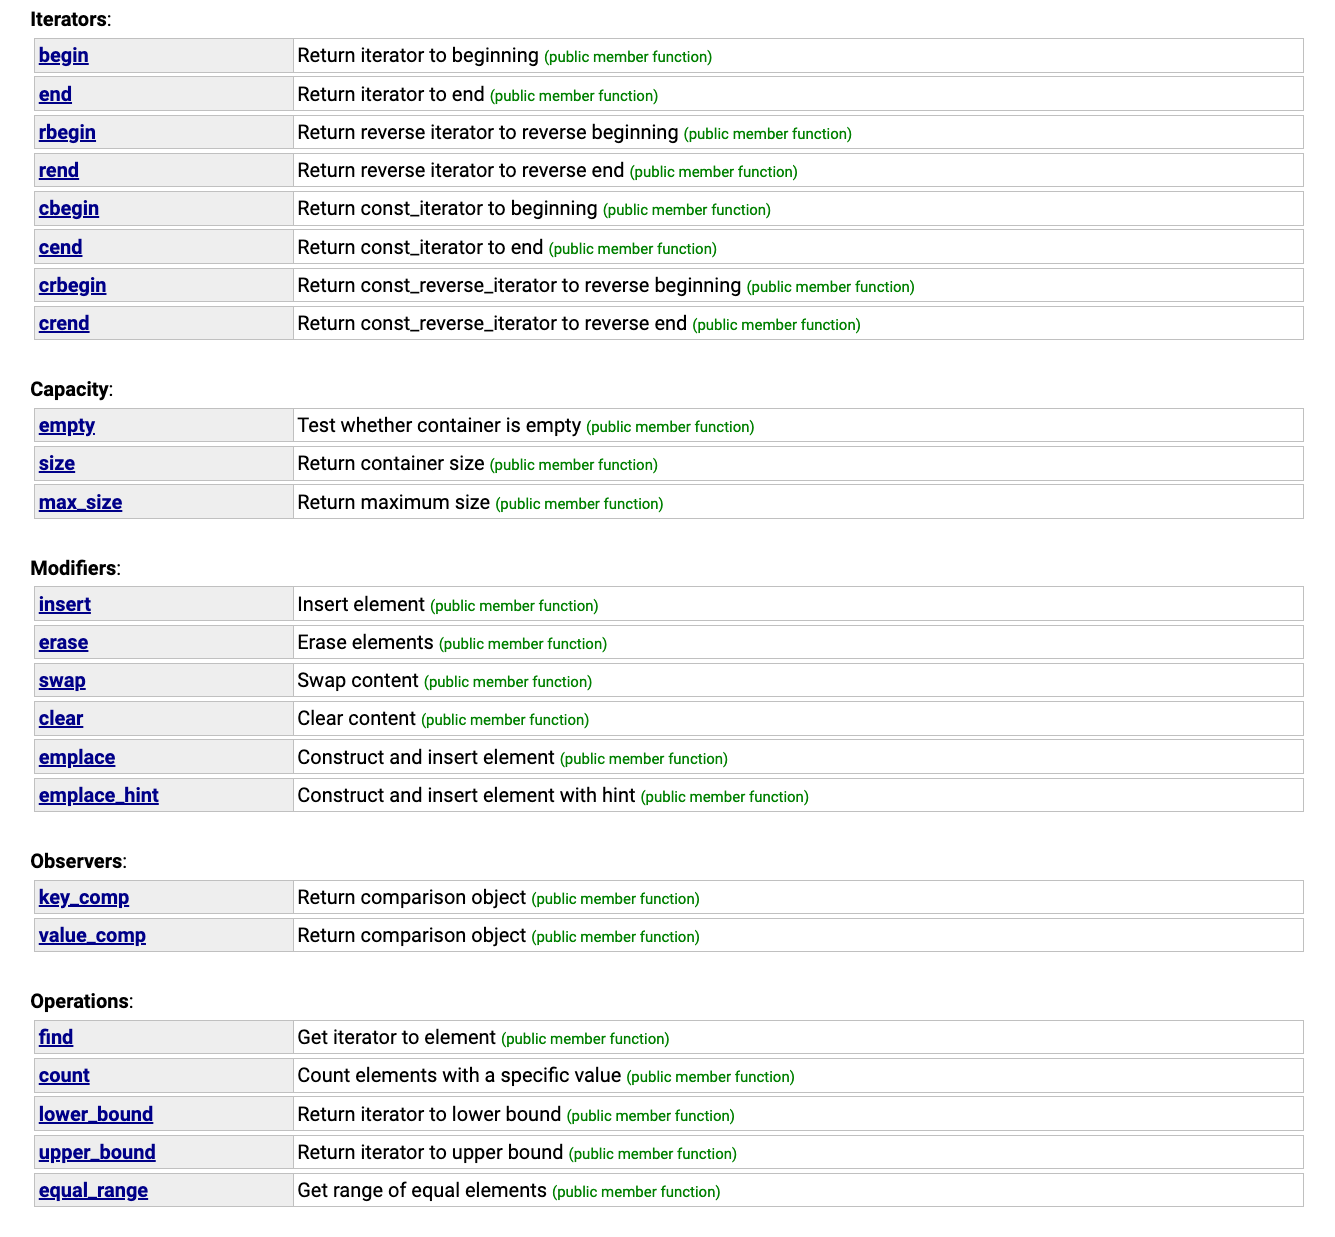 Iterators:
begin Return iterator to beginning (public member function)
end Return iterator to end (public member function)
rbegin Return reverse iterator to reverse beginning (public member function)
rend Return reverse iterator to reverse end (public member function)
cbegin Return const_iterator to beginning (public member function)
cend Return const_iterator to end (public member function)
crbegin Return const_reverse_iterator to reverse beginning (public member function)
crend Return const_reverse_iterator to reverse end (public member function)
Capacity:
empty Test whether container is empty (public member function)
size Return container size (public member function)
max_size Return maximum size (public member function)
Modifiers:
insert Insert element (public member function)
erase Erase elements (public member function)
swap Swap content (public member function)
clear Clear content (public member function)
emplace Construct and insert element (public member function)
emplace_hint Construct and insert element with hint (public member function)
Observers:
key_comp Return comparison object (public member function)
value_comp Return comparison object (public member function)
Operations:
find Get iterator to element (public member function)
count Count elements with a specific value (public member function)
lower_bound Return iterator to lower bound (public member function)
upper_bound Return iterator to upper bound (public member function)
equal_range Get range of equal elements (public member function)